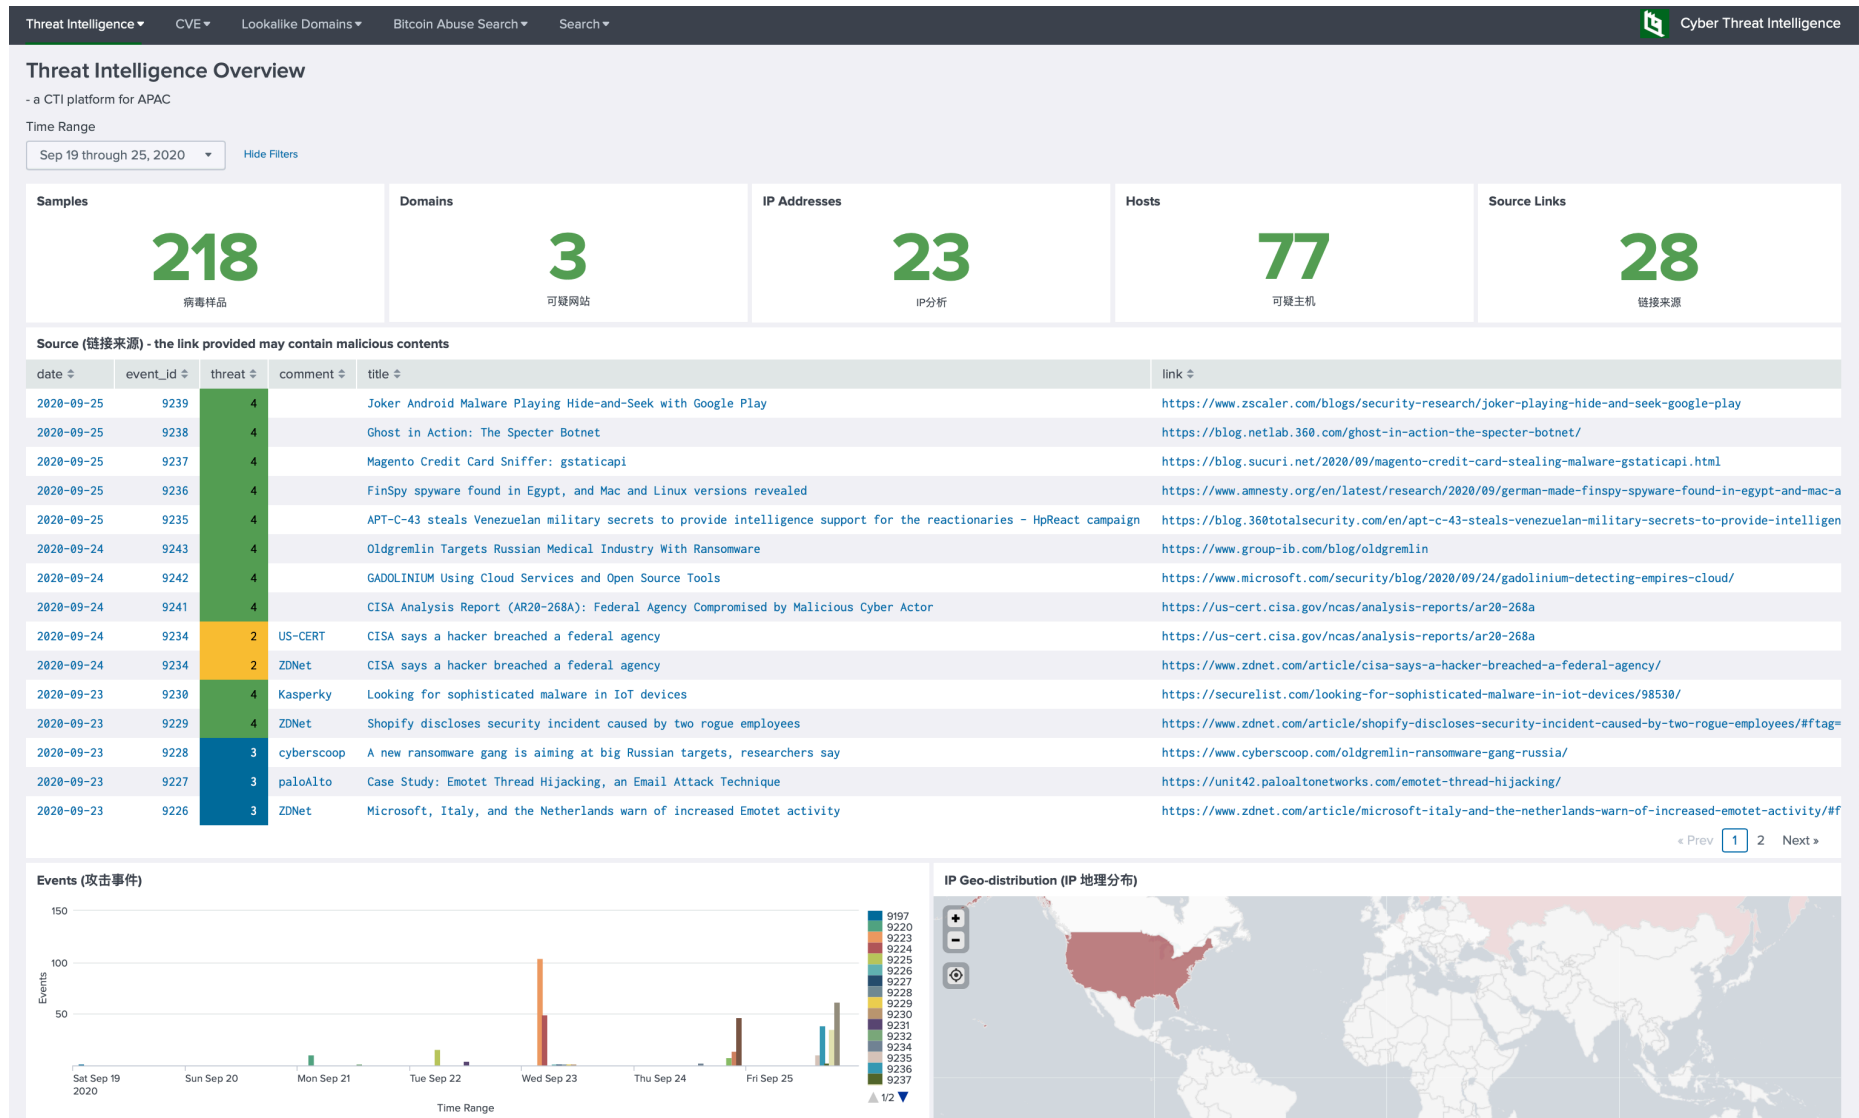 Threat Intelligence CVE Lookalike Domains Bitcoin Abuse Search Search Cyber Threat Intelligence
Threat Intelligence Overview
- a CTI platform for APAC
Time Range
Sep 19 through 25, 2020 Hide Filters
Samples Domains IP Addresses Hosts Source Links
218 3 23 77 28
病毒样品 可疑网站 IP分析 可疑主机 链接来源
Source (链接来源) - the link provided may contain malicious contents
date event_id threat comment title link
2020-09-25 9239 4 Joker Android Malware Playing Hide-and-Seek with Google Play https://www.zscaler.com/blogs/security-research/joker-playing-hide-and-seek-google-play
2020-09-25 9238 4 Ghost in Action: The Specter Botnet https://blog.netlab.360.com/ghost-in-action-the-specter-botnet/
2020-09-25 9237 4 Magento Credit Card Sniffer: gstaticapi https://blog.sucuri.net/2020/09/magento-credit-card-stealing-malware-gstaticapi.html
2020-09-25 9236 4 FinSpy spyware found in Egypt, and Mac and Linux versions revealed https://www.amnesty.org/en/latest/research/2020/09/german-made-finspy-spyware-found-in-egypt-and-mac-a
2020-09-25 9235 4 APT-C-43 steals Venezuelan military secrets to provide intelligence support for the reactionaries - HpReact campaign https://blog.360totalsecurity.com/en/apt-c-43-steals-venezuelan-military-secrets-to-provide-intelligen
2020-09-24 9243 4 Oldgremlin Targets Russian Medical Industry With Ransomware https://www.group-ib.com/blog/oldgremlin
2020-09-24 9242 4 GADOLINIUM Using Cloud Services and Open Source Tools https://www.microsoft.com/security/blog/2020/09/24/gadolinium-detecting-empires-cloud/
2020-09-24 9241 4 CISA Analysis Report (AR20-268A): Federal Agency Compromised by Malicious Cyber Actor https://us-cert.cisa.gov/ncas/analysis-reports/ar20-268a
2020-09-24 9234 2 US-CERT CISA says a hacker breached a federal agency https://us-cert.cisa.gov/ncas/analysis-reports/ar20-268a
2020-09-24 9234 2 ZDNet CISA says a hacker breached a federal agency https://www.zdnet.com/article/cisa-says-a-hacker-breached-a-federal-agency/
2020-09-23 9230 4 Kasperky Looking for sophisticated malware in IoT devices https://securelist.com/looking-for-sophisticated-malware-in-iot-devices/98530/
2020-09-23 9229 4 ZDNet Shopify discloses security incident caused by two rogue employees https://www.zdnet.com/article/shopify-discloses-security-incident-caused-by-two-rogue-employees/#ftag=
2020-09-23 9228 3 cyberscoop A new ransomware gang is aiming at big Russian targets, researchers say https://www.cyberscoop.com/oldgremlin-ransomware-gang-russia/
2020-09-23 9227 3 paloAlto Case Study: Emotet Thread Hijacking, an Email Attack Technique https://unit42.paloaltonetworks.com/emotet-thread-hijacking/
2020-09-23 9226 3 ZDNet Microsoft, Italy, and the Netherlands warn of increased Emotet activity https://www.zdnet.com/article/microsoft-italy-and-the-netherlands-warn-of-increased-emotet-activity/#f
« Prev 1 2 Next »
Events (攻击事件)
150
100
50
Events
Sat Sep 19 Sun Sep 20 Mon Sep 21 Tue Sep 22 Wed Sep 23 Thu Sep 24 Fri Sep 25
2020
Time Range
9197
9220
9223
9224
9225
9226
9227
9228
9229
9230
9231
9232
9234
9235
9236
9237
1/2
IP Geo-distribution (IP 地理分布)
+
-